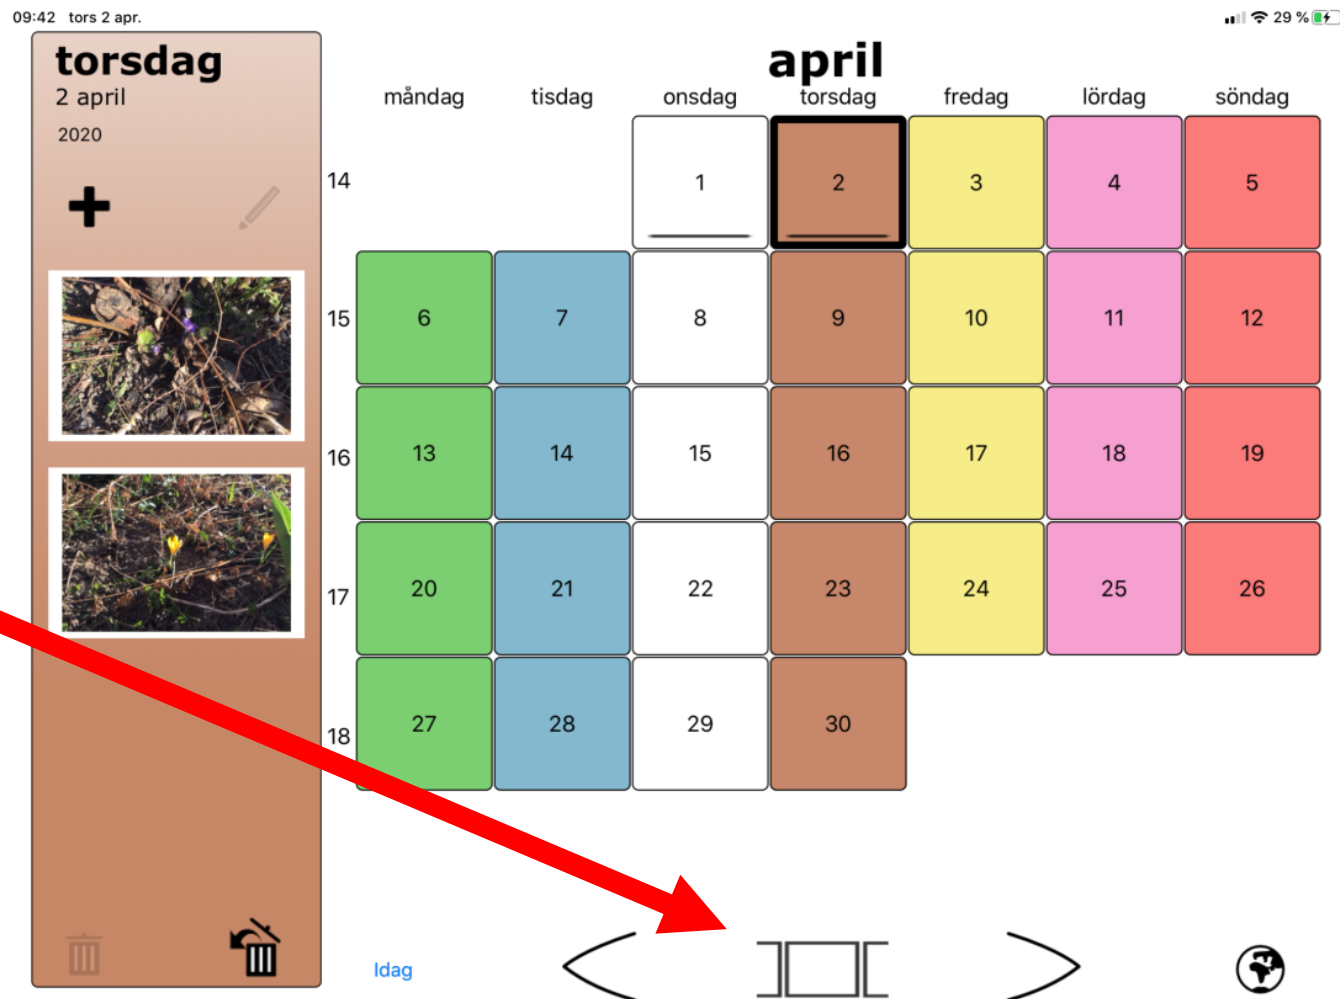 09:42 tors 2 apr.
29 %
torsdag
2 april
2020
april
måndag tisdag onsdag torsdag fredag lördag söndag
14 1 2 3 4 5
15 6 7 8 9 10 11 12
16 13 14 15 16 17 18 19
17 20 21 22 23 24 25 26
18 27 28 29 30
Idag